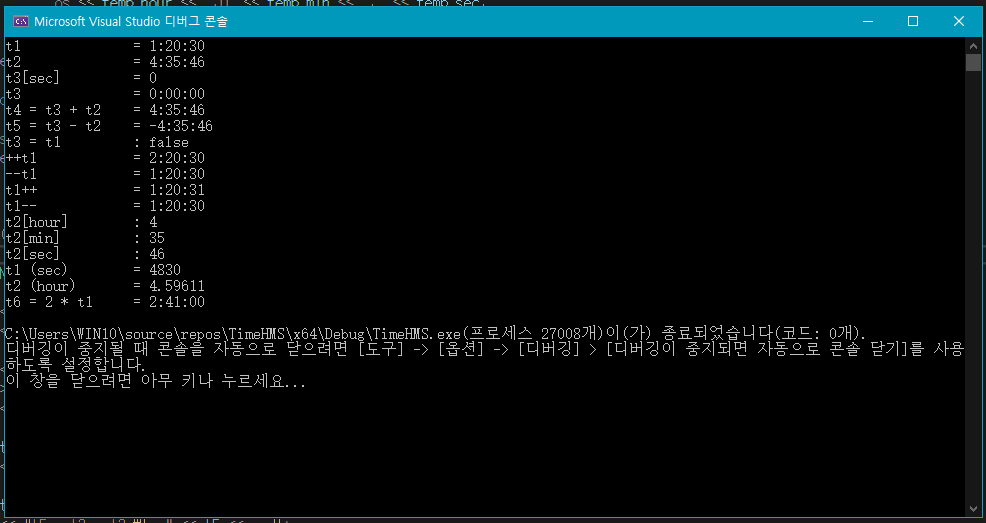 Microsoft Visual Studio 디버그 콘솔
t1 = 1:20:30
t2 = 4:35:46
t3[sec] = 0
t3 = 0:00:00
t4 = t3 + t2 = 4:35:46
t5 = t3 - t2 = -4:35:46
t3 = t1 : false
++t1 = 2:20:30
--t1 = 1:20:30
t1++ = 1:20:31
t1-- = 1:20:30
t2[hour] : 4
t2[min] : 35
t2[sec] : 46
t1 (sec) = 4830
t2 (hour) = 4.59611
t6 = 2 * t1 = 2:41:00
C:\Users\WIN10\source\repos\TimeHMS\x64\Debug\TimeHMS.exe(프로세스 27008개)이(가) 종료되었습니다(코드: 0개).
디버깅이 중지될 때 콘솔을 자동으로 닫으려면 [도구] -> [옵션] -> [디버깅] > [디버깅이 중지되면 자동으로 콘솔 닫기]를 사용
하도록 설정합니다.
이 창을 닫으려면 아무 키나 누르세요...